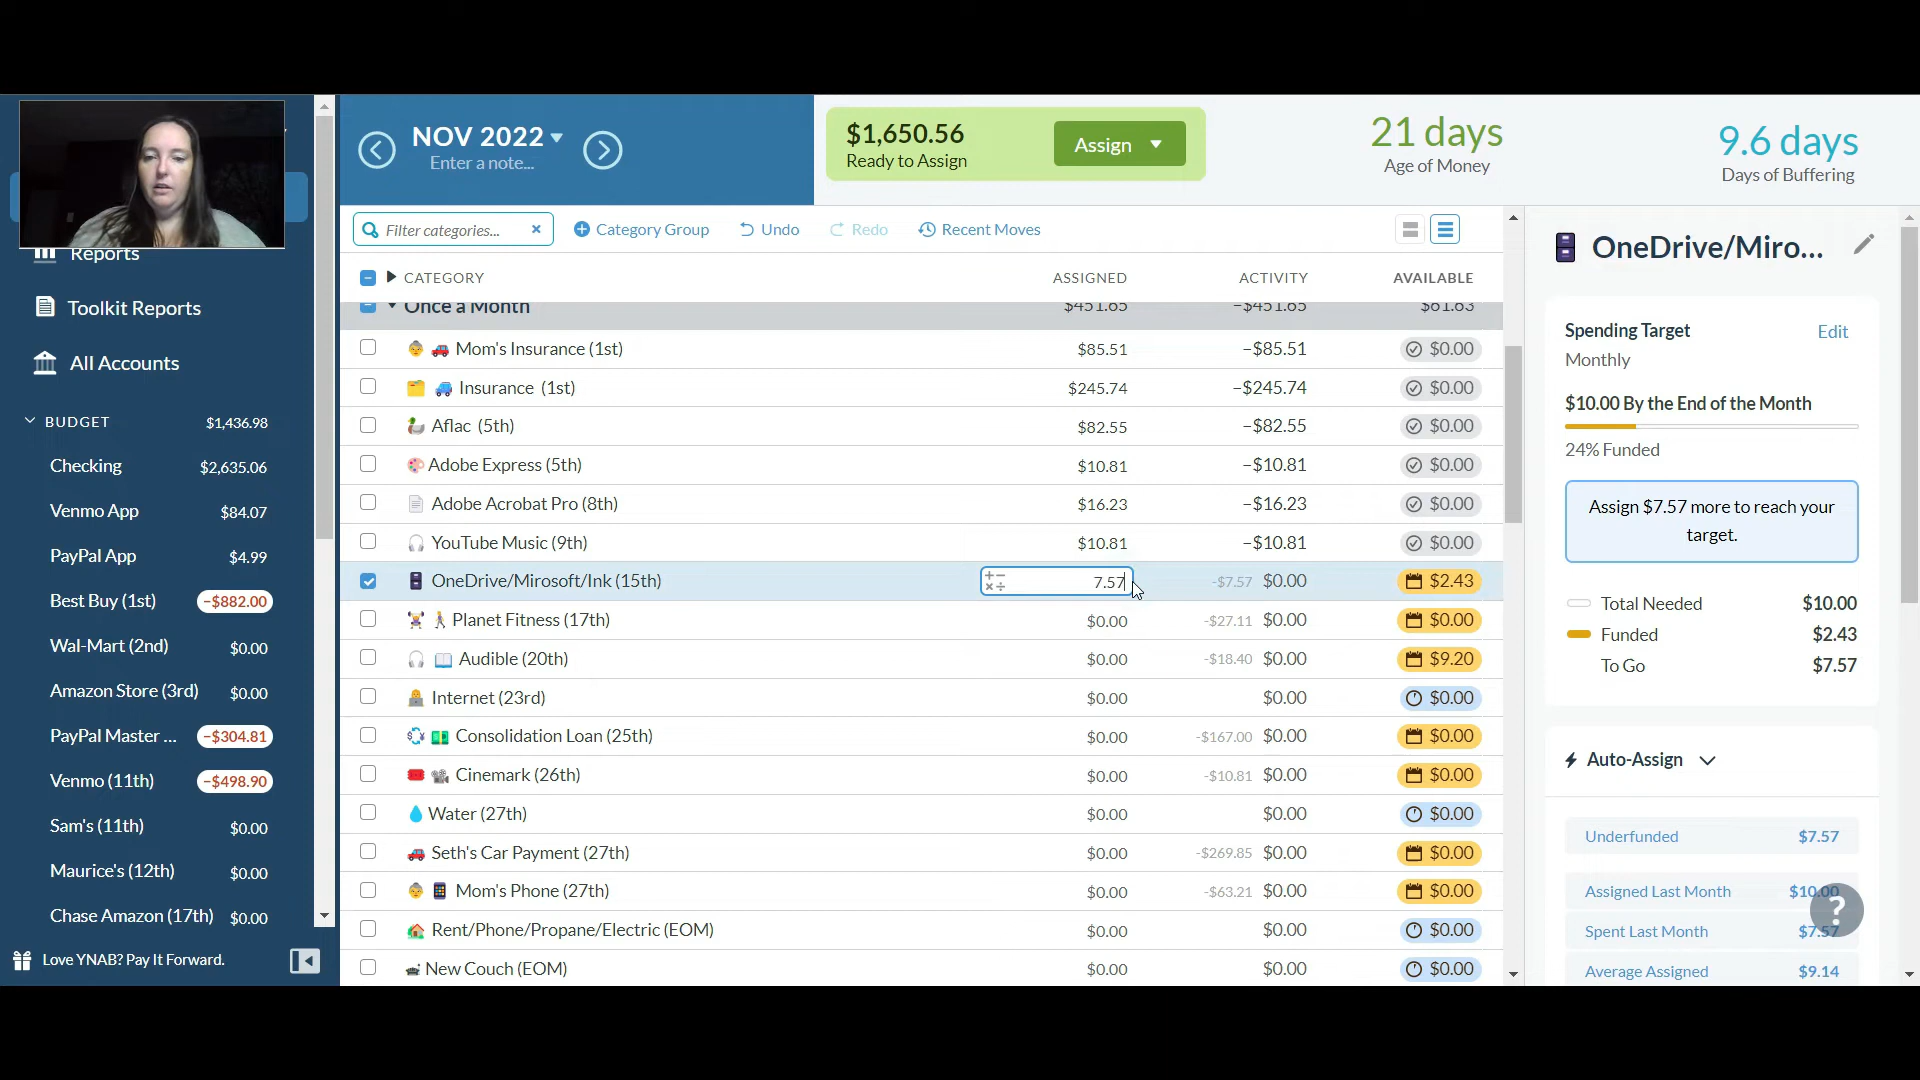 NOV 2022
Enter a note...
$1,650.56
Ready to Assign
Assign
21 days
Age of Money
9.6 days
Days of Buffering
Reports
Toolkit Reports
All Accounts
BUDGET $1,436.98
Checking $2,635.06
Venmo App $84.07
PayPal App $4.99
Best Buy (1st) −$882.00
Wal-Mart (2nd) $0.00
Amazon Store (3rd) $0.00
PayPal Master ... −$304.81
Venmo (11th) −$498.90
Sam's (11th) $0.00
Maurice's (12th) $0.00
Chase Amazon (17th) $0.00
Love YNAB? Pay It Forward.
Filter categories...
Category Group
Undo
Redo
Recent Moves
CATEGORY ASSIGNED ACTIVITY AVAILABLE
Once a Month $451.65 −$451.65 $61.63
Mom's Insurance (1st) $85.51 −$85.51 $0.00
Insurance (1st) $245.74 −$245.74 $0.00
Aflac (5th) $82.55 −$82.55 $0.00
Adobe Express (5th) $10.81 −$10.81 $0.00
Adobe Acrobat Pro (8th) $16.23 −$16.23 $0.00
YouTube Music (9th) $10.81 −$10.81 $0.00
OneDrive/Mirosoft/Ink (15th) 7.57 -$7.57 $0.00 $2.43
Planet Fitness (17th) $0.00 -$27.11 $0.00 $0.00
Audible (20th) $0.00 -$18.40 $0.00 $9.20
Internet (23rd) $0.00 $0.00 $0.00
Consolidation Loan (25th) $0.00 -$167.00 $0.00 $0.00
Cinemark (26th) $0.00 -$10.81 $0.00 $0.00
Water (27th) $0.00 $0.00 $0.00
Seth's Car Payment (27th) $0.00 -$269.85 $0.00 $0.00
Mom's Phone (27th) $0.00 -$63.21 $0.00 $0.00
Rent/Phone/Propane/Electric (EOM) $0.00 $0.00 $0.00
New Couch (EOM) $0.00 $0.00 $0.00
OneDrive/Miro...
Spending Target Edit
Monthly
$10.00 By the End of the Month
24% Funded
Assign $7.57 more to reach your
target.
Total Needed $10.00
Funded $2.43
To Go $7.57
Auto-Assign
Underfunded $7.57
Assigned Last Month $10.00
Spent Last Month $7.57
Average Assigned $9.14
?